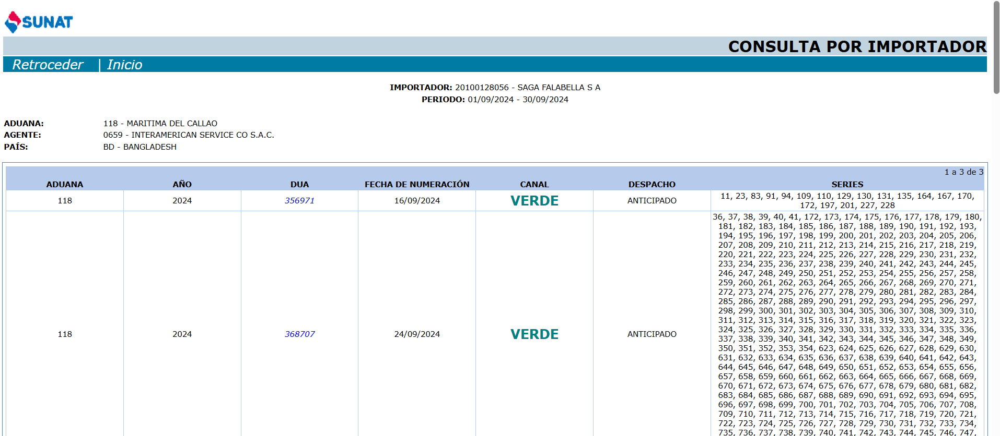 SUNAT
CONSULTA POR IMPORTADOR
Retroceder | Inicio
IMPORTADOR: 20100128056 - SAGA FALABELLA S A
PERIODO: 01/09/2024 - 30/09/2024
ADUANA: 118 - MARITIMA DEL CALLAO
AGENTE: 0659 - INTERAMERICAN SERVICE CO S.A.C.
PAÍS: BD - BANGLADESH
1 a 3 de 3
ADUANA AÑO DUA FECHA DE NUMERACIÓN CANAL DESPACHO SERIES
118 2024 356971 16/09/2024 VERDE ANTICIPADO 11, 23, 83, 91, 94, 109, 110, 129, 130, 131, 135, 164, 167, 170,
172, 197, 201, 227, 228
118 2024 368707 24/09/2024 VERDE ANTICIPADO 36, 37, 38, 39, 40, 41, 172, 173, 174, 175, 176, 177, 178, 179, 180,
181, 182, 183, 184, 185, 186, 187, 188, 189, 190, 191, 192, 193,
194, 195, 196, 197, 198, 199, 200, 201, 202, 203, 204, 205, 206,
207, 208, 209, 210, 211, 212, 213, 214, 215, 216, 217, 218, 219,
220, 221, 222, 223, 224, 225, 226, 227, 228, 229, 230, 231, 232,
233, 234, 235, 236, 237, 238, 239, 240, 241, 242, 243, 244, 245,
246, 247, 248, 249, 250, 251, 252, 253, 254, 255, 256, 257, 258,
259, 260, 261, 262, 263, 264, 265, 266, 267, 268, 269, 270, 271,
272, 273, 274, 275, 276, 277, 278, 279, 280, 281, 282, 283, 284,
285, 286, 287, 288, 289, 290, 291, 292, 293, 294, 295, 296, 297,
298, 299, 300, 301, 302, 303, 304, 305, 306, 307, 308, 309, 310,
311, 312, 313, 314, 315, 316, 317, 318, 319, 320, 321, 322, 323,
324, 325, 326, 327, 328, 329, 330, 331, 332, 333, 334, 335, 336,
337, 338, 339, 340, 341, 342, 343, 344, 345, 346, 347, 348, 349,
350, 351, 352, 353, 354, 623, 624, 625, 626, 627, 628, 629, 630,
631, 632, 633, 634, 635, 636, 637, 638, 639, 640, 641, 642, 643,
644, 645, 646, 647, 648, 649, 650, 651, 652, 653, 654, 655, 656,
657, 658, 659, 660, 661, 662, 663, 664, 665, 666, 667, 668, 669,
670, 671, 672, 673, 674, 675, 676, 677, 678, 679, 680, 681, 682,
683, 684, 685, 686, 687, 688, 689, 690, 691, 692, 693, 694, 695,
696, 697, 698, 699, 700, 701, 702, 703, 704, 705, 706, 707, 708,
709, 710, 711, 712, 713, 714, 715, 716, 717, 718, 719, 720, 721,
722, 723, 724, 725, 726, 727, 728, 729, 730, 731, 732, 733, 734,
735, 736, 737, 738, 739, 740, 741, 742, 743, 744, 745, 746, 747,